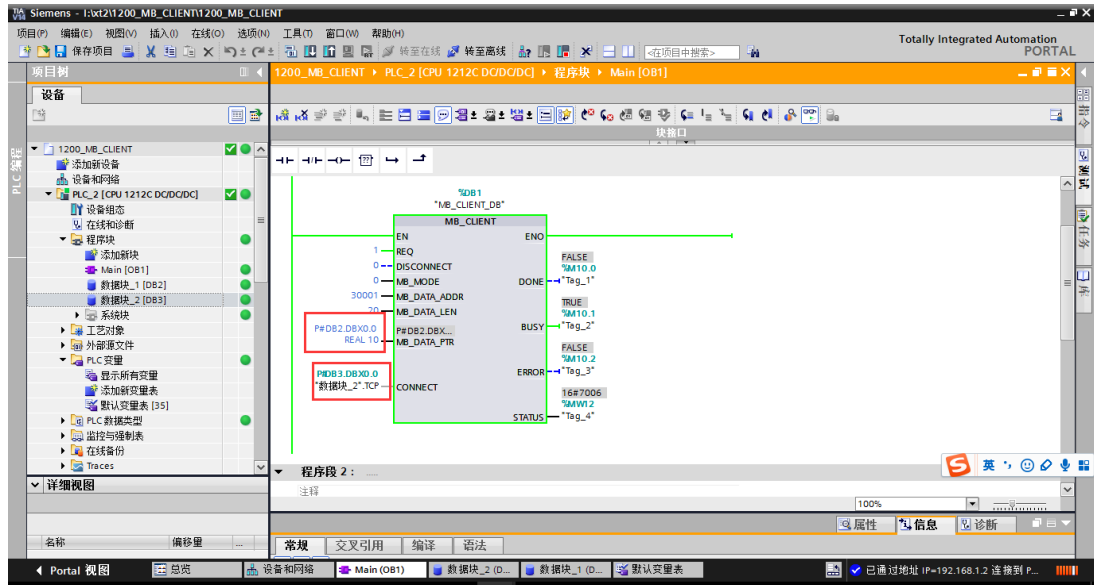 Siemens - I:\xt2\1200_MB_CLIENT\1200_MB_CLIENT
项目(P) 编辑(E) 视图(V) 插入(I) 在线(O) 选项(N) 工具(T) 窗口(W) 帮助(H)
Totally Integrated Automation
PORTAL
保存项目 转至在线 转至离线 <在项目中搜索>
项目树
1200_MB_CLIENT ▸ PLC_2 [CPU 1212C DC/DC/DC] ▸ 程序块 ▸ Main [OB1]
设备
块接口
PLC 编程
1200_MB_CLIENT
添加新设备
设备和网络
PLC_2 [CPU 1212C DC/DC/DC]
设备组态
在线和诊断
程序块
添加新块
Main [OB1]
数据块_1 [DB2]
数据块_2 [DB3]
系统块
工艺对象
外部源文件
PLC 变量
显示所有变量
添加新变量表
默认变量表 [35]
PLC 数据类型
监控与强制表
在线备份
Traces
详细视图
名称 偏移量 ...
%DB1
"MB_CLIENT_DB"
MB_CLIENT
EN ENO
1 REQ
0 DISCONNECT
0 MB_MODE
30001 MB_DATA_ADDR
20 MB_DATA_LEN
P#DB2.DBX0.0
REAL 10
P#DB2.DBX...
MB_DATA_PTR
P#DB3.DBX0.0
"数据块_2".TCP CONNECT
FALSE
%M10.0
DONE "Tag_1"
TRUE
%M10.1
BUSY "Tag_2"
FALSE
%M10.2
ERROR "Tag_3"
16#7006
%MW12
STATUS "Tag_4"
程序段 2： .....
注释
英
100%
属性 信息 诊断
常规 交叉引用 编译 语法
任务
库
Portal 视图 总览 设备和网络 Main (OB1) 数据块_2 (D... 数据块_1 (D... 默认变量表 已通过地址 IP=192.168.1.2 连接到 P...